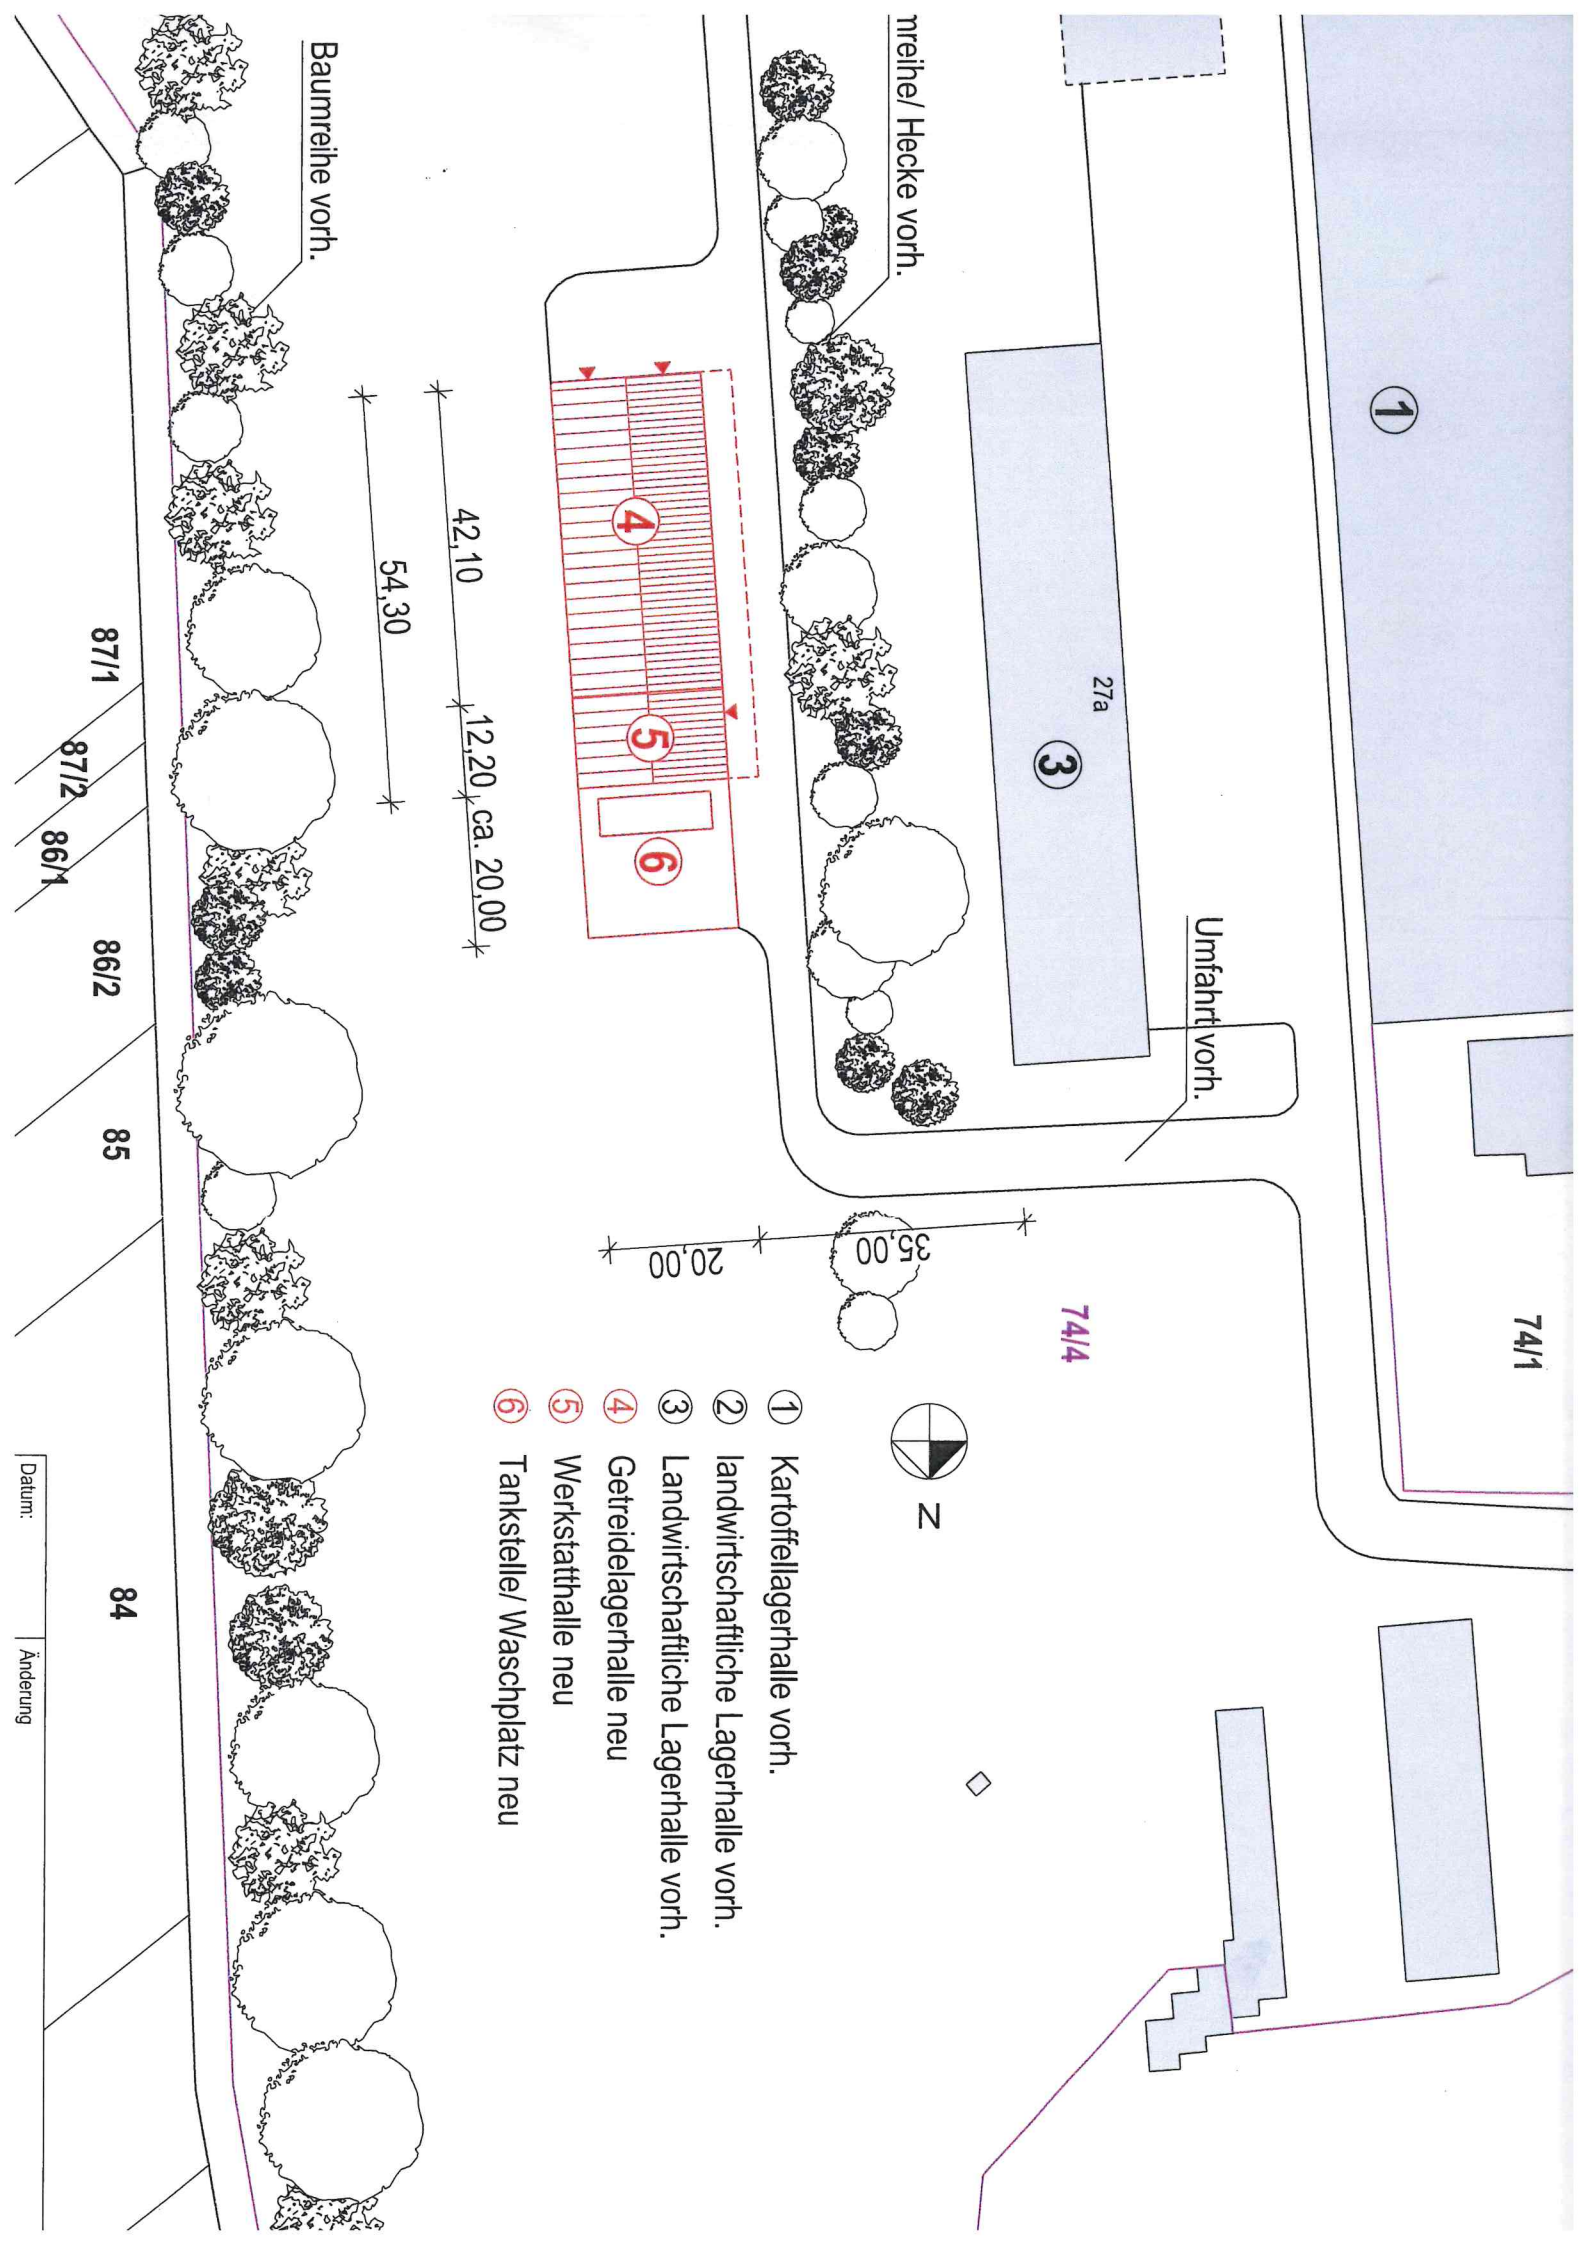 1
27a
3
Umfahrt vorh.
74/1
mreihe/ Hecke vorh.
74/4
35,00
20,00
4
5
6
Baumreihe vorh.
42,10
12,20
ca. 20,00
54,30
N
1 Kartoffellagerhalle vorh.
2 landwirtschaftliche Lagerhalle vorh.
3 Landwirtschaftliche Lagerhalle vorh.
4 Getreidelagerhalle neu
5 Werkstatthalle neu
6 Tankstelle/ Waschplatz neu
87/1
87/2
86/1
86/2
85
84
Datum:
Änderung